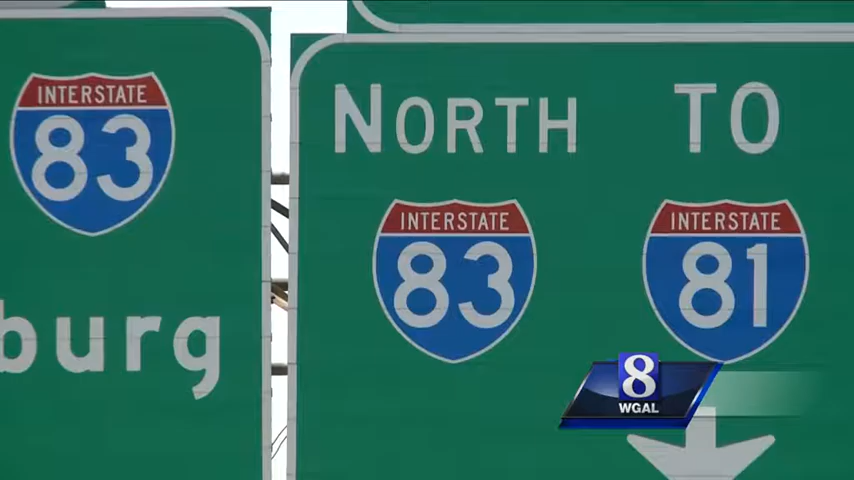 INTERSTATE
83
burg
NORTH TO
INTERSTATE INTERSTATE
83 81
8
WGAL